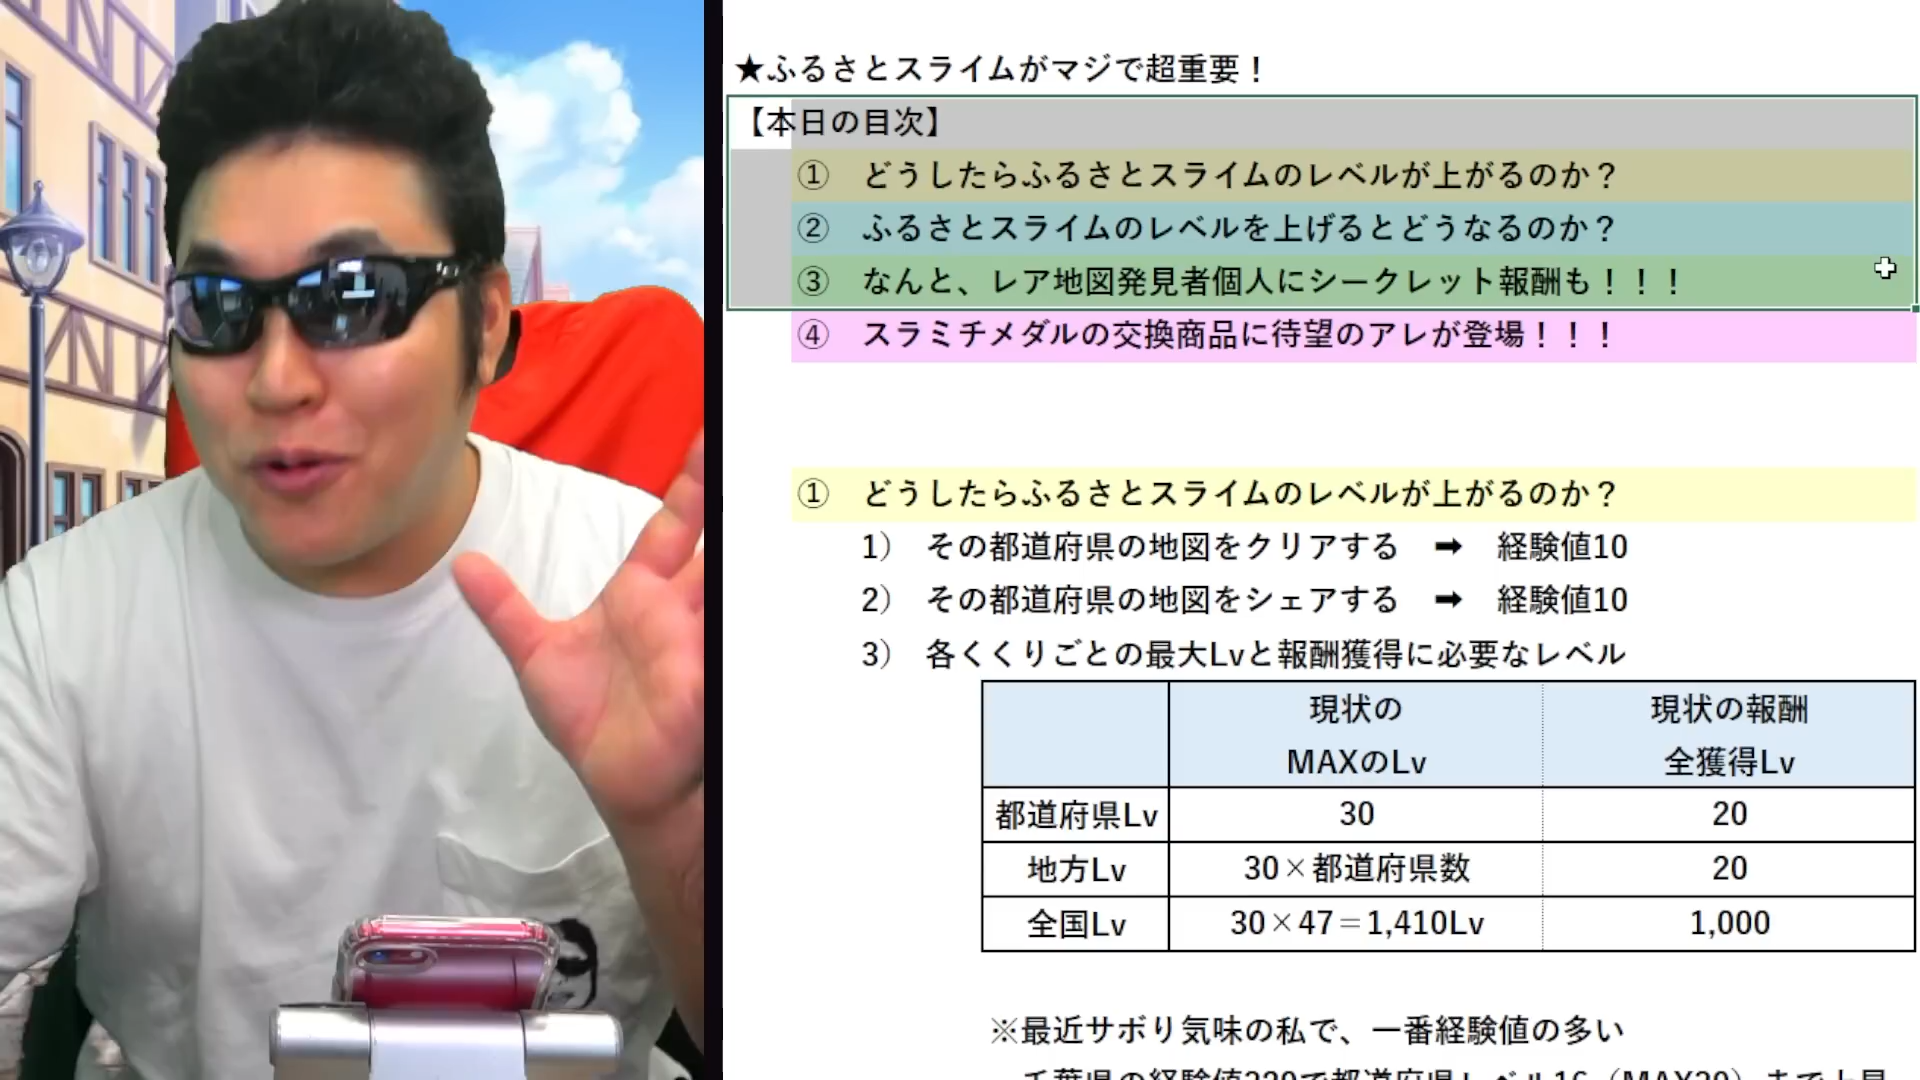 ★ふるさとスライムがマジで超重要！
【本日の目次】
① どうしたらふるさとスライムのレベルが上がるのか？
② ふるさとスライムのレベルを上げるとどうなるのか？
③ なんと、レア地図発見者個人にシークレット報酬も！！！
④ スラミチメダルの交換商品に待望のアレが登場！！！
① どうしたらふるさとスライムのレベルが上がるのか？
1） その都道府県の地図をクリアする ➡ 経験値10
2） その都道府県の地図をシェアする ➡ 経験値10
3） 各くくりごとの最大Lvと報酬獲得に必要なレベル
現状の MAXのLv
現状の報酬 全獲得Lv
都道府県Lv 30 20
地方Lv 30×都道府県数 20
全国Lv 30×47＝1,410Lv 1,000
※最近サボり気味の私で、一番経験値の多い